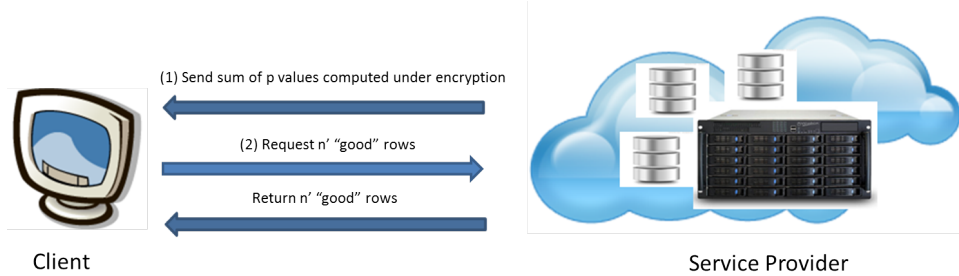 (1) Send sum of p values computed under encryption
(2) Request n’ “good” rows
Return n’ “good” rows
Client
Service Provider